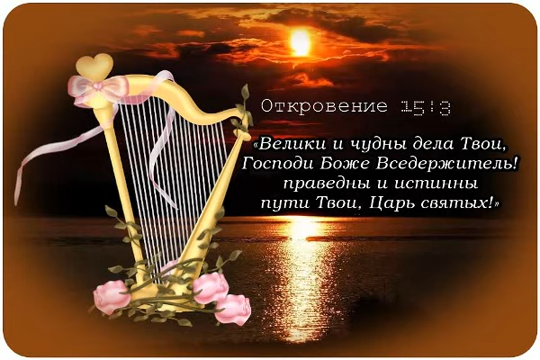 Откровение 15:3
«Велики и чудны дела Твои,
Господи Боже Вседержитель!
праведны и истинны
пути Твои, Царь святых!»